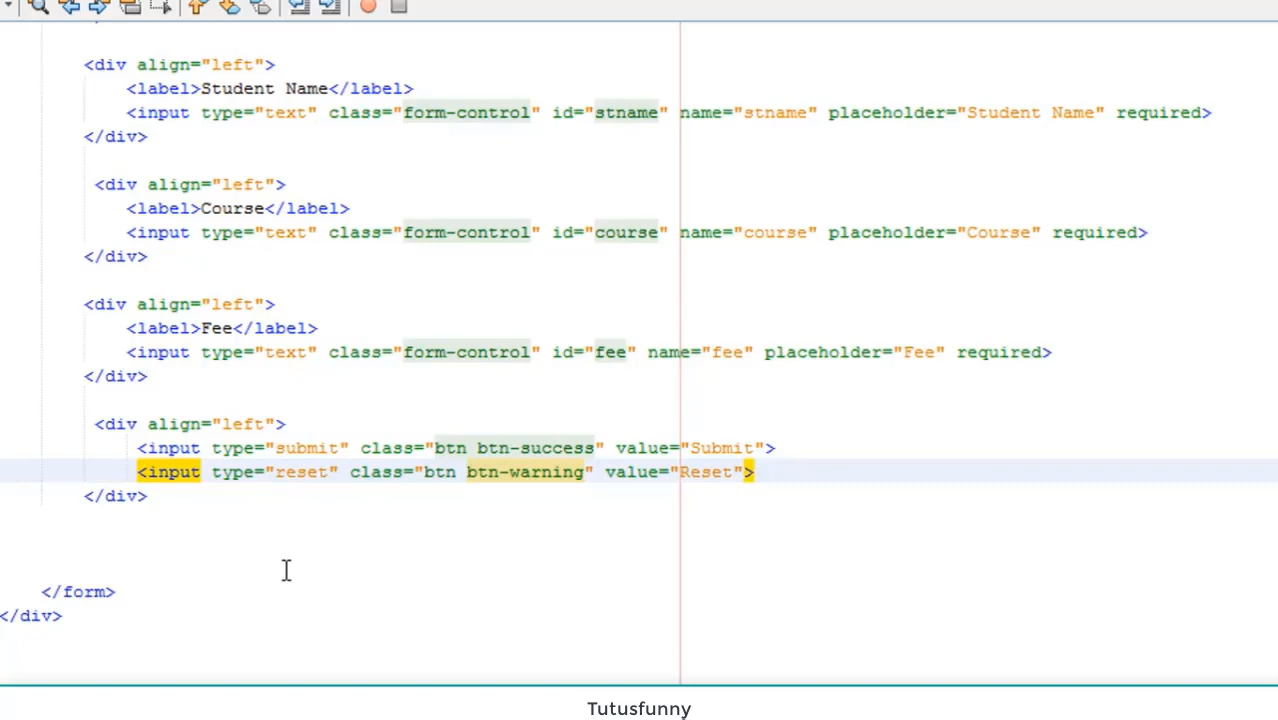 <div align="left">
<label>Student Name</label>
<input type="text" class="form-control" id="stname" name="stname" placeholder="Student Name" required>
</div>
<div align="left">
<label>Course</label>
<input type="text" class="form-control" id="course" name="course" placeholder="Course" required>
</div>
<div align="left">
<label>Fee</label>
<input type="text" class="form-control" id="fee" name="fee" placeholder="Fee" required>
</div>
<div align="left">
<input type="submit" class="btn btn-success" value="Submit">
<input type="reset" class="btn btn-warning" value="Reset">
</div>
</form>
</div>
Tutusfunny